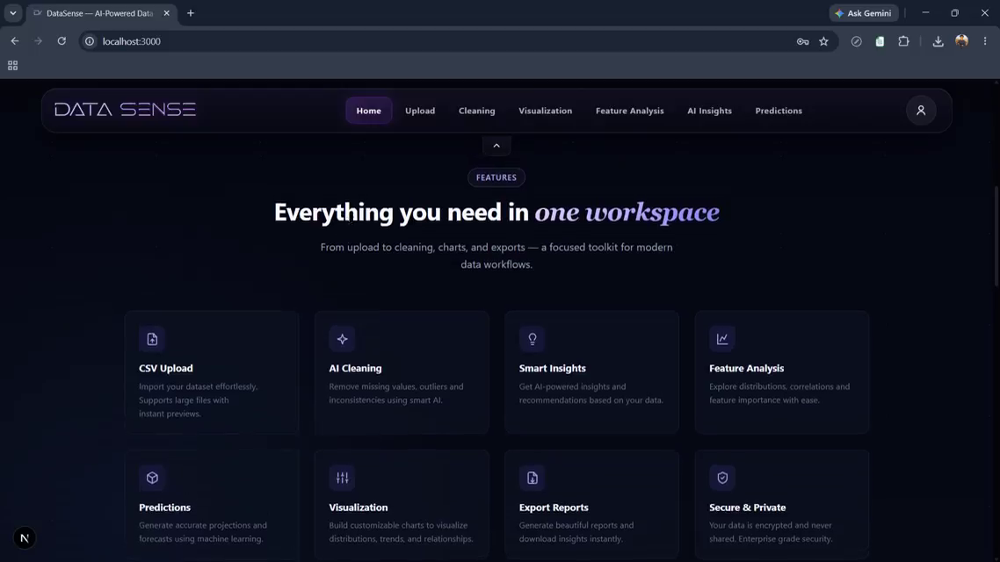 DataSense — AI-Powered Data
Ask Gemini
localhost:3000
DATA SENSE
Home
Upload
Cleaning
Visualization
Feature Analysis
AI Insights
Predictions
FEATURES
Everything you need in one workspace
From upload to cleaning, charts, and exports — a focused toolkit for modern
data workflows.
CSV Upload
Import your dataset effortlessly.
Supports large files with
instant previews.
AI Cleaning
Remove missing values, outliers and
inconsistencies using smart AI.
Smart Insights
Get AI-powered insights and
recommendations based on your data.
Feature Analysis
Explore distributions, correlations and
feature importance with ease.
Predictions
Generate accurate projections and
forecasts using machine learning.
Visualization
Build customizable charts to visualize
distributions, trends, and relationships.
Export Reports
Generate beautiful reports and
download insights instantly.
Secure & Private
Your data is encrypted and never
shared. Enterprise grade security.
N